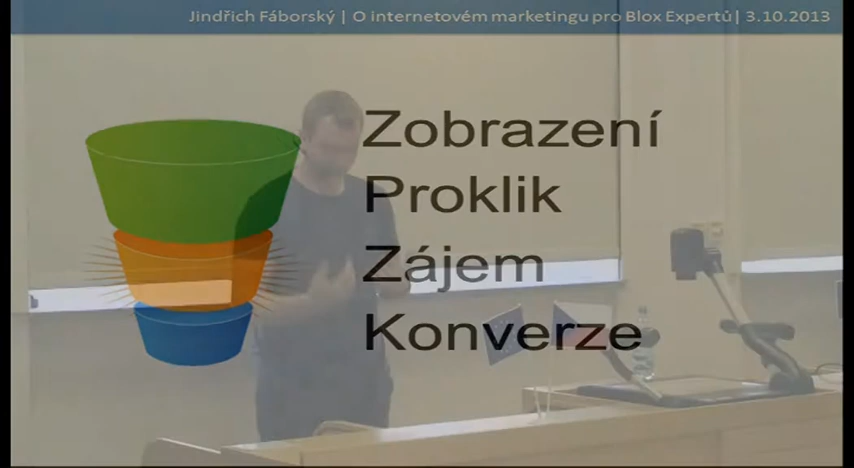 Jindřich Fáborský | O internetovém marketingu pro Blox Expertů| 3.10.2013
Zobrazení
Proklik
Zájem
Konverze